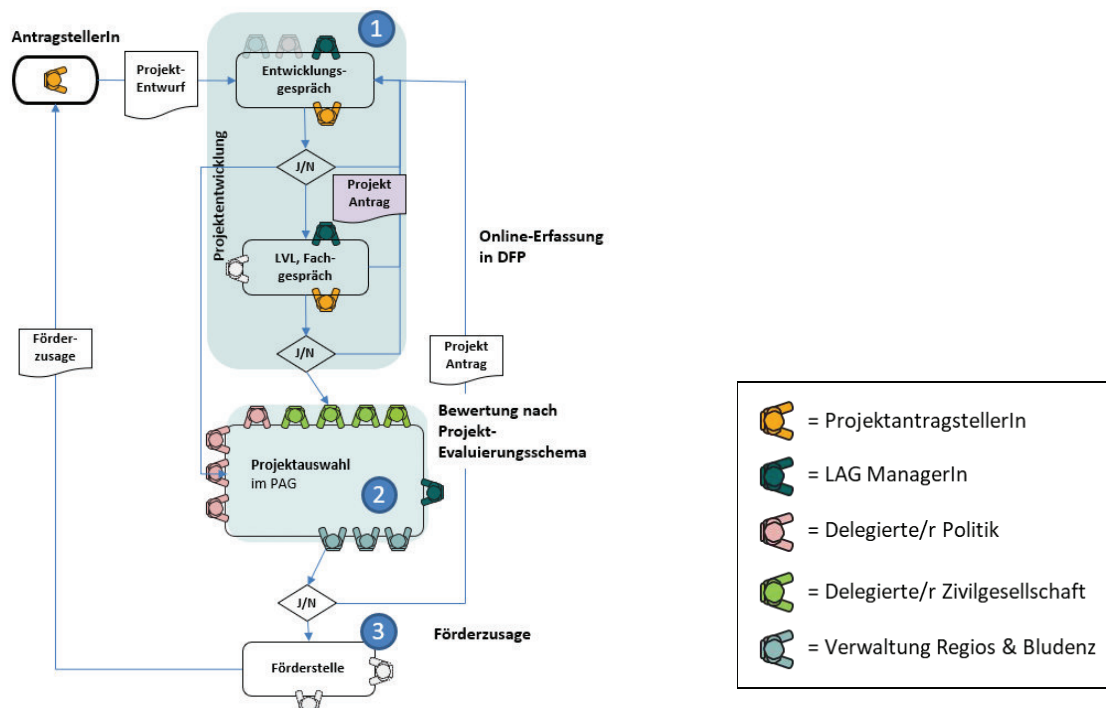 AntragstellerIn
1
Projekt-
Entwurf
Entwicklungs-
gespräch
J/N
Projektentwicklung
Projekt
Antrag
LVL, Fach-
gespräch
J/N
Online-Erfassung
in DFP
Förder-
zusage
Projekt
Antrag
Bewertung nach
Projekt-
Evaluierungsschema
Projektauswahl
im PAG
2
J/N
3
Förderzusage
Förderstelle
= ProjektantragstellerIn
= LAG ManagerIn
= Delegierte/r Politik
= Delegierte/r Zivilgesellschaft
= Verwaltung Regios & Bludenz